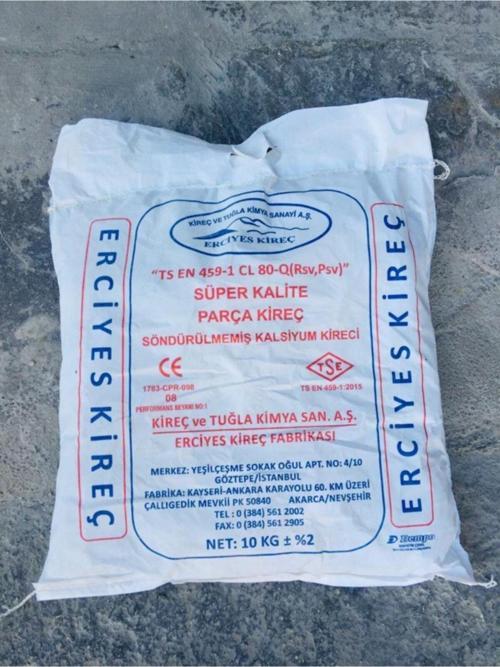 KİREÇ VE TUĞLA KİMYA SANAYİ A.Ş.
ERCİYES KİREÇ
"TS EN 459-1 CL 80-Q(Rsv,Psv)"
SÜPER KALİTE
PARÇA KİREÇ
SÖNDÜRÜLMEMİŞ KALSİYUM KİRECİ
CE
TSE
1783-CPR-098
TS EN 459-1:2015
08
PERFORMANS BEYANI NO:1
KİREÇ ve TUĞLA KİMYA SAN. A.Ş.
ERCİYES KİREÇ FABRİKASI
MERKEZ: YEŞİLÇEŞME SOKAK OĞUL APT. NO: 4/10
GÖZTEPE/İSTANBUL
FABRİKA: KAYSERİ-ANKARA KARAYOLU 60. KM ÜZERİ
ÇALLIGEDİK MEVKİİ PK 50840 AKARCA/NEVŞEHİR
TEL : 0 (384) 561 2002
FAX: 0 (384) 561 2905
NET: 10 KG ± %2
ERCİYES KİREÇ
ERCİYES KİREÇ
Dempo